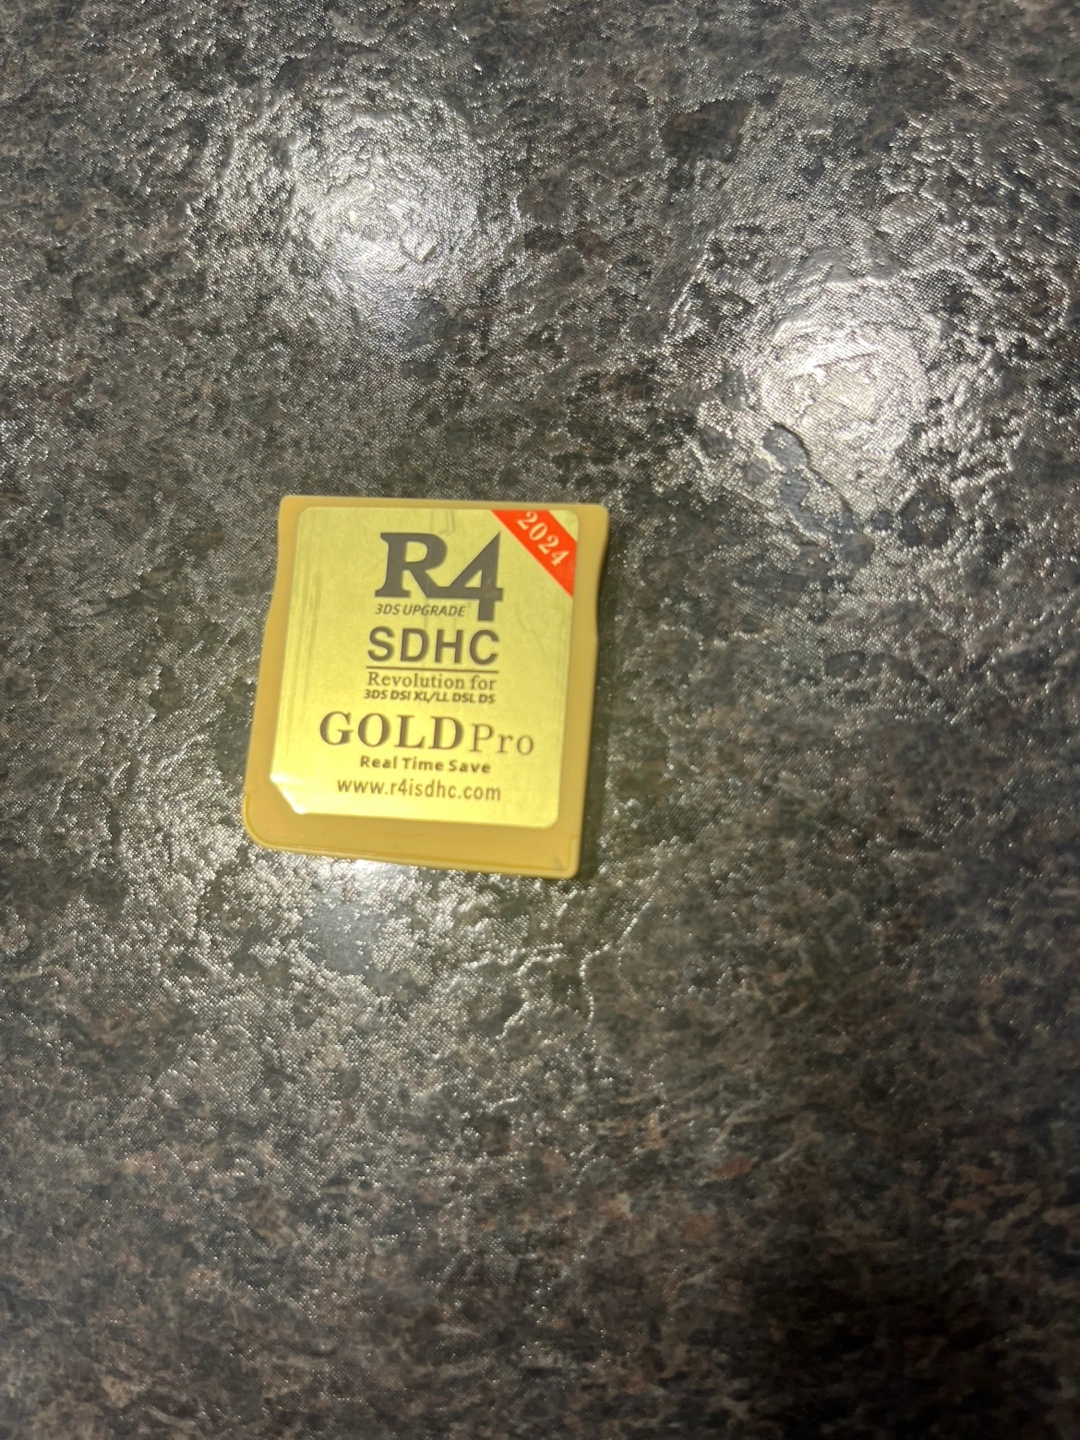 2024
R4
3DS UPGRADE
SDHC
Revolution for
3DS DSI XL/LL DSL DS
GOLD Pro
Real Time Save
www.r4isdhc.com